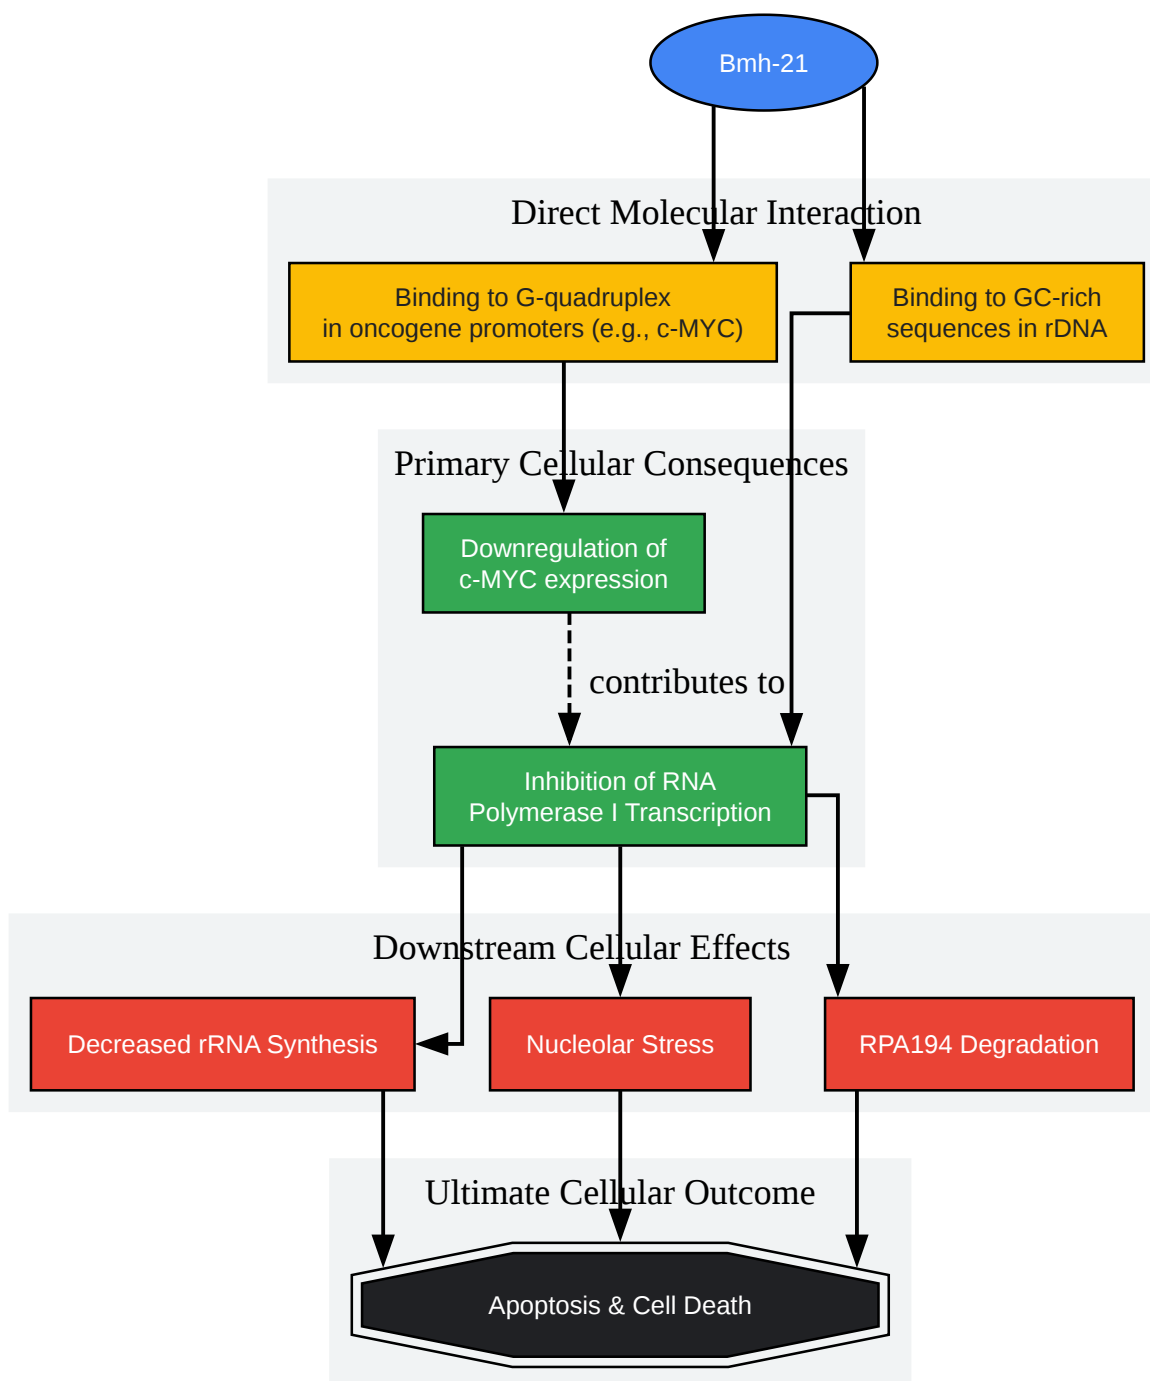 Bmh-21
Direct Molecular Interaction
Binding to G-quadruplex
in oncogene promoters (e.g., c-MYC)
Binding to GC-rich
sequences in rDNA
Primary Cellular Consequences
Downregulation of
c-MYC expression
contributes to
Inhibition of RNA
Polymerase I Transcription
Downstream Cellular Effects
Decreased rRNA Synthesis
Nucleolar Stress
RPA194 Degradation
Ultimate Cellular Outcome
Apoptosis & Cell Death